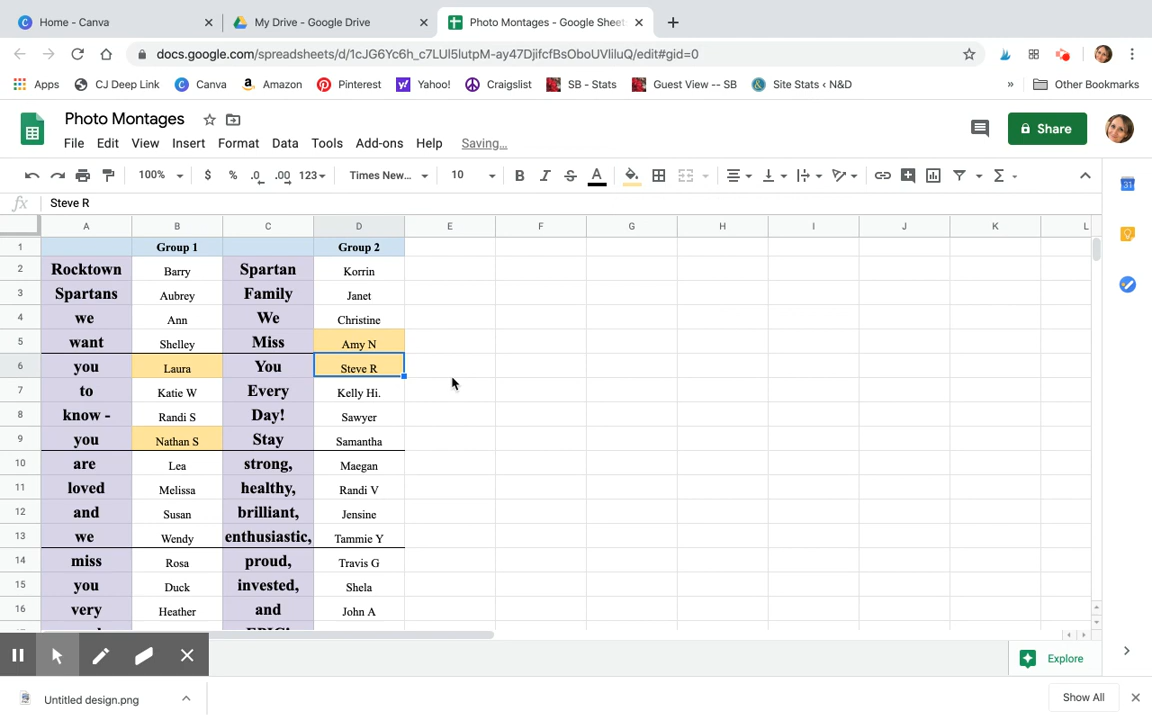 Home - Canva
My Drive - Google Drive
Photo Montages - Google Sheets
docs.google.com/spreadsheets/d/1cJG6Yc6h_c7LUI5lutpM-ay47DjifcfBsOboUVliluQ/edit#gid=0
Apps CJ Deep Link Canva Amazon Pinterest Yahoo! Craigslist SB - Stats Guest View -- SB Site Stats ‹ N&D » Other Bookmarks
Photo Montages
File Edit View Insert Format Data Tools Add-ons Help Saving...
Share
100% $ % .0 .00 123 Times New... 10 B I S A
31
fx Steve R
A B C D E F G H I J K L
1 Group 1 Group 2
2 Rocktown Barry Spartan Korrin
3 Spartans Aubrey Family Janet
4 we Ann We Christine
5 want Shelley Miss Amy N
6 you Laura You Steve R
7 to Katie W Every Kelly Hi.
8 know - Randi S Day! Sawyer
9 you Nathan S Stay Samantha
10 are Lea strong, Maegan
11 loved Melissa healthy, Randi V
12 and Susan brilliant, Jensine
13 we Wendy enthusiastic, Tammie Y
14 miss Rosa proud, Travis G
15 you Duck invested, Shela
16 very Heather and John A
Explore
Untitled design.png
Show All